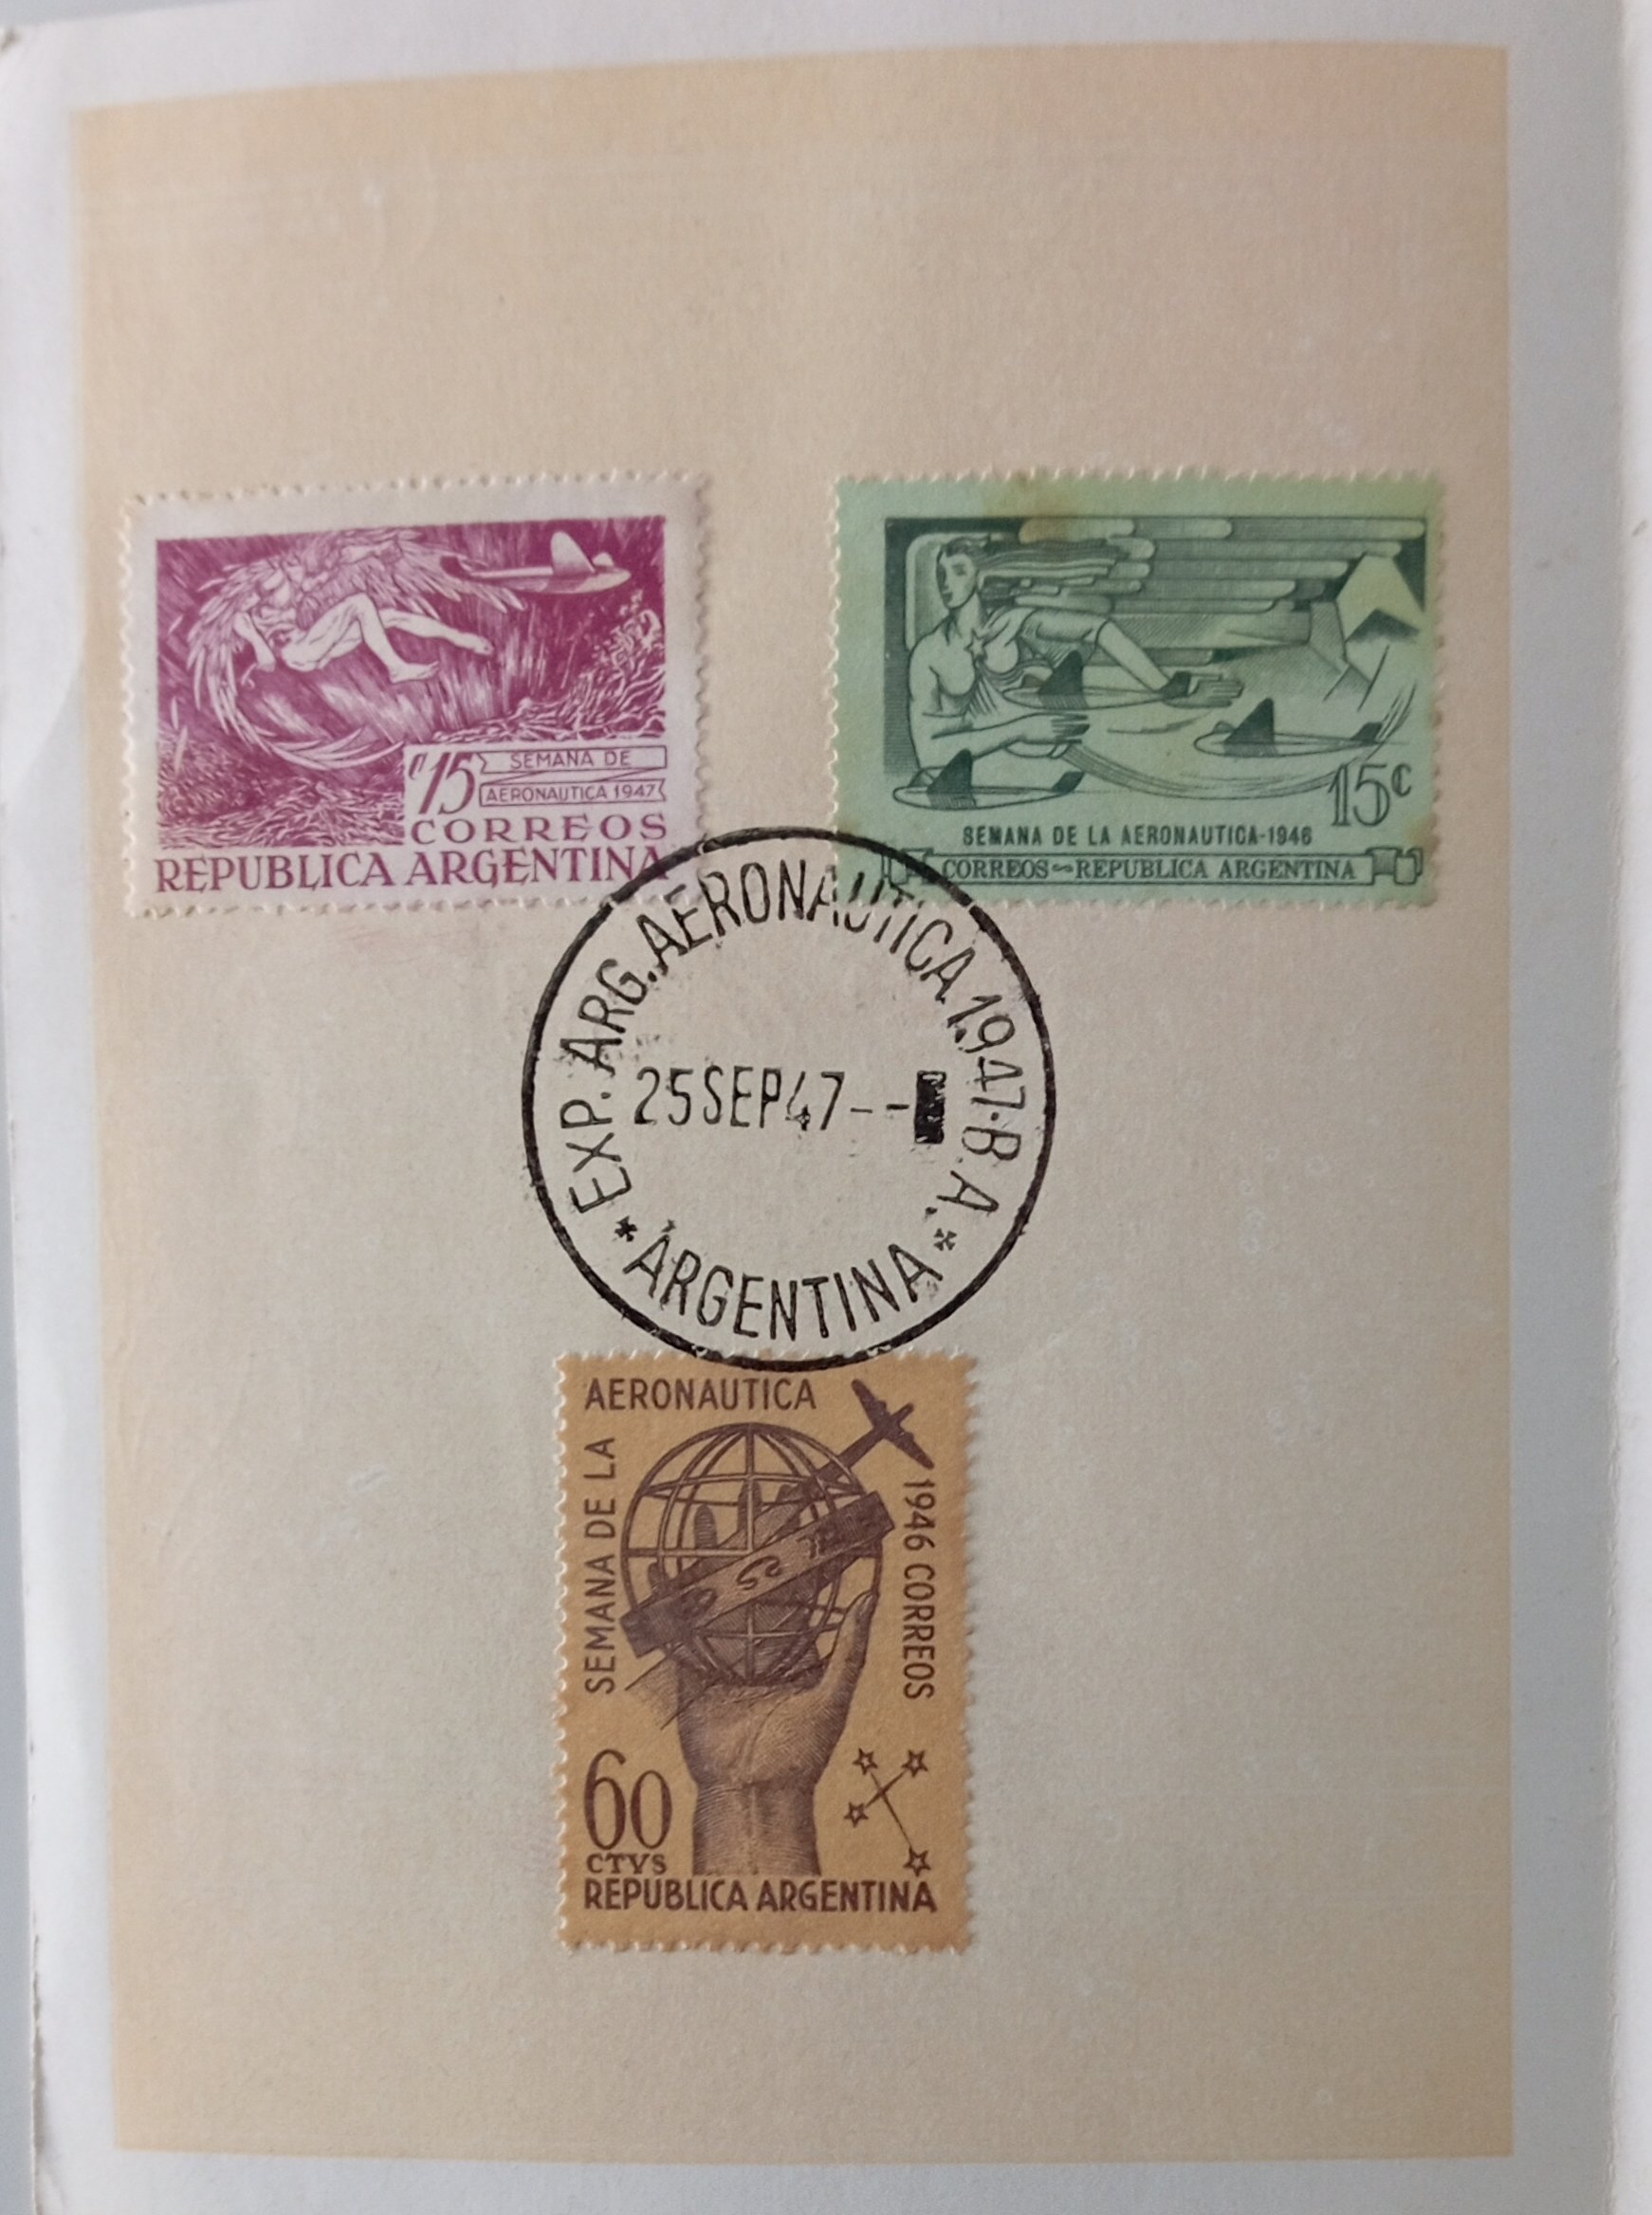 c15
SEMANA DE
AERONAUTICA 1947
CORREOS
REPUBLICA ARGENTINA
15c
SEMANA DE LA AERONAUTICA-1946
CORREOS~REPUBLICA ARGENTINA
EXP. ARG. AERONAUTICA 1947·B.A.
25SEP47--
* ARGENTINA *
AERONAUTICA
SEMANA DE LA
1946 CORREOS
60
CTVS
REPUBLICA ARGENTINA